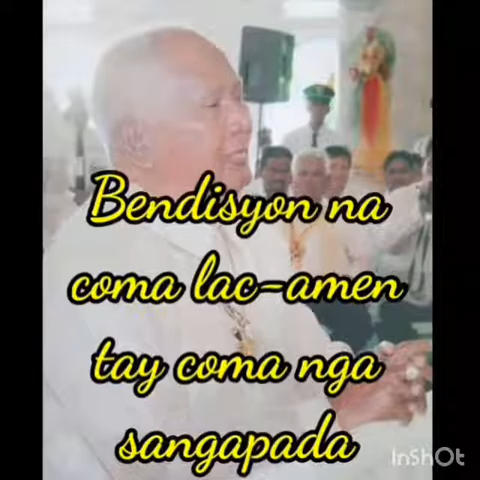 Bendisyon na
coma lac-amen
tay coma nga
sangapada
InShOt